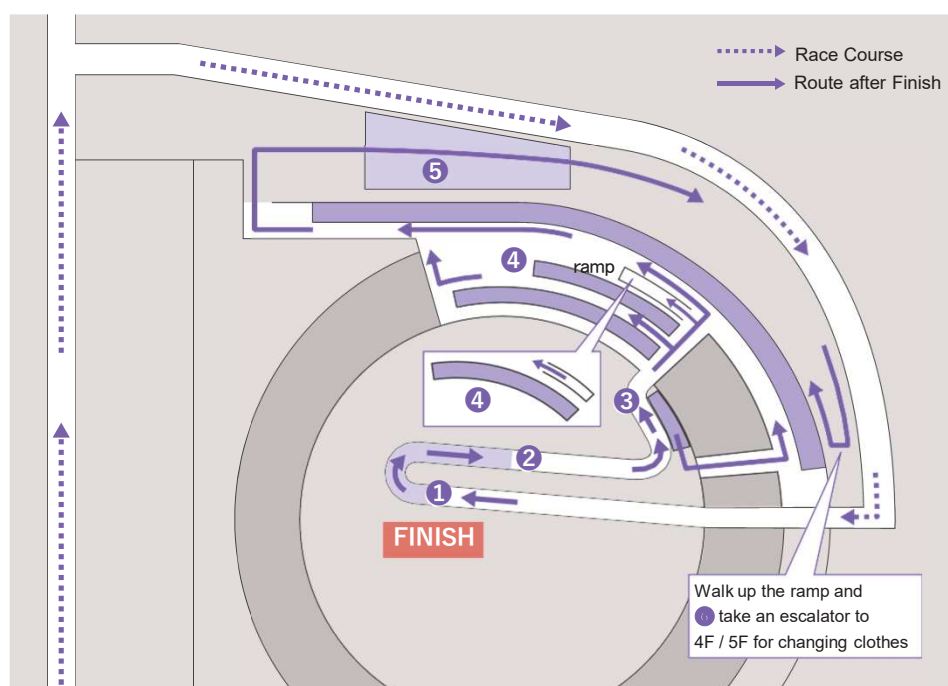 Race Course
Route after Finish
5
4
ramp
4
3
2
1
FINISH
Walk up the ramp and
6 take an escalator to
4F / 5F for changing clothes